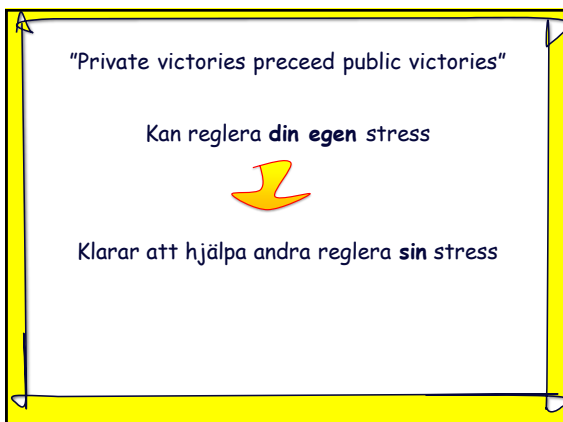 "Private victories preceed public victories"
Kan reglera din egen stress
Klarar att hjälpa andra reglera sin stress